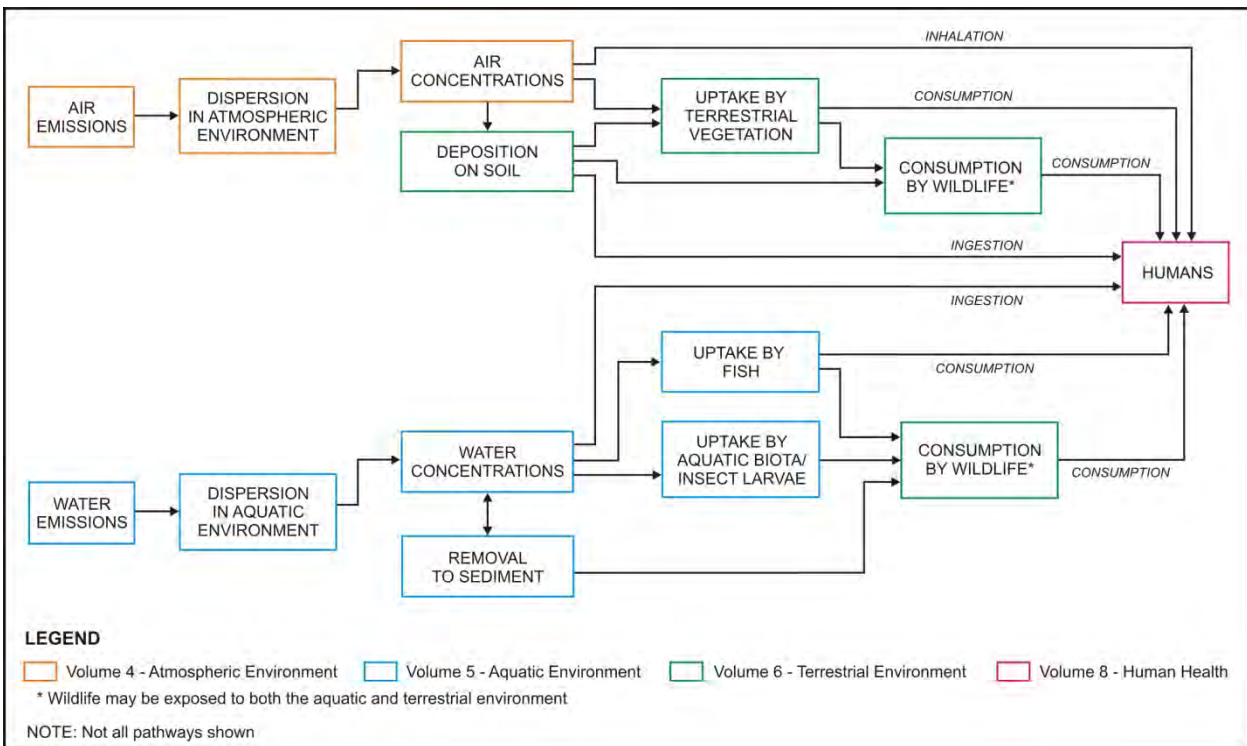 INHALATION
AIR
CONCENTRATIONS
AIR
EMISSIONS
DISPERSION
IN ATMOSPHERIC
ENVIRONMENT
UPTAKE BY
TERRESTRIAL
VEGETATION
CONSUMPTION
DEPOSITION
ON SOIL
CONSUMPTION
BY WILDLIFE*
CONSUMPTION
INGESTION
HUMANS
INGESTION
UPTAKE BY
FISH
CONSUMPTION
WATER
CONCENTRATIONS
UPTAKE BY
AQUATIC BIOTA/
INSECT LARVAE
CONSUMPTION
BY WILDLIFE*
CONSUMPTION
WATER
EMISSIONS
DISPERSION
IN AQUATIC
ENVIRONMENT
REMOVAL
TO SEDIMENT
LEGEND
Volume 4 - Atmospheric Environment
Volume 5 - Aquatic Environment
Volume 6 - Terrestrial Environment
Volume 8 - Human Health
* Wildlife may be exposed to both the aquatic and terrestrial environment
NOTE: Not all pathways shown